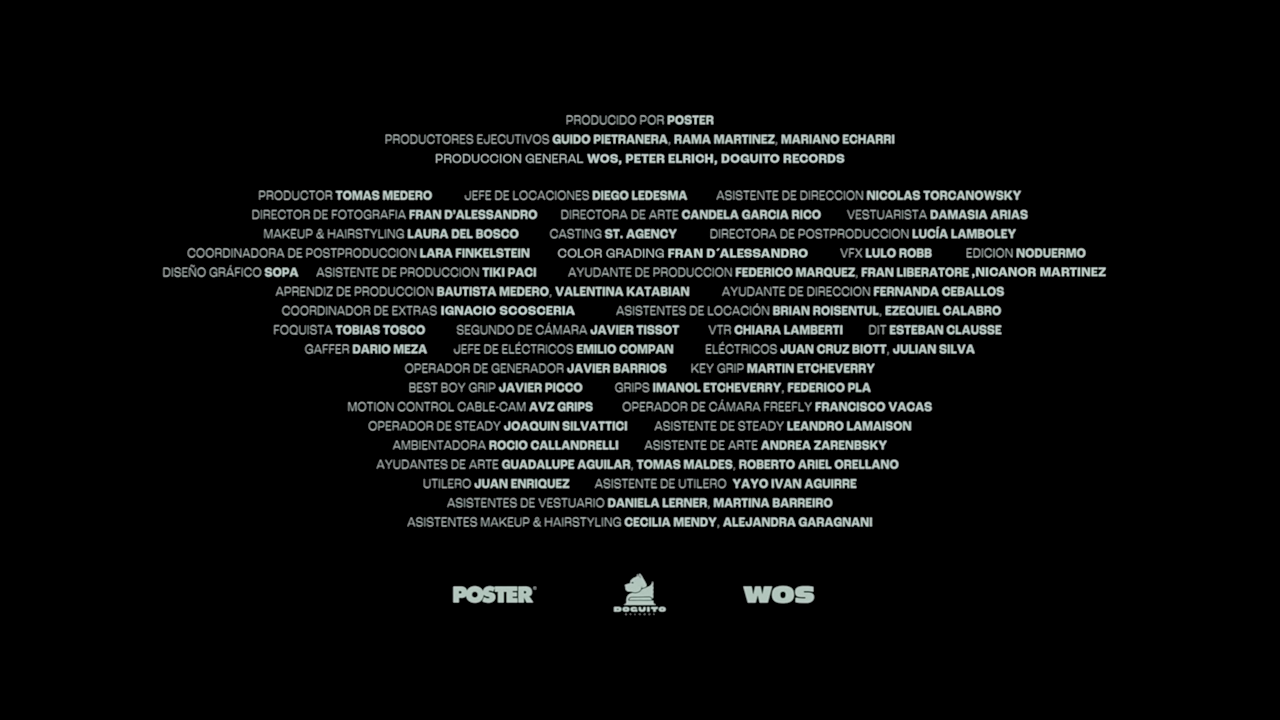 PRODUCIDO POR POSTER
PRODUCTORES EJECUTIVOS GUIDO PIETRANERA, RAMA MARTINEZ, MARIANO ECHARRI
PRODUCCION GENERAL WOS, PETER ELRICH, DOGUITO RECORDS
PRODUCTOR TOMAS MEDERO JEFE DE LOCACIONES DIEGO LEDESMA ASISTENTE DE DIRECCION NICOLAS TORCANOWSKY
DIRECTOR DE FOTOGRAFIA FRAN D'ALESSANDRO DIRECTORA DE ARTE CANDELA GARCIA RICO VESTUARISTA DAMASIA ARIAS
MAKEUP & HAIRSTYLING LAURA DEL BOSCO CASTING ST. AGENCY DIRECTORA DE POSTPRODUCCION LUCÍA LAMBOLEY
COORDINADORA DE POSTPRODUCCION LARA FINKELSTEIN COLOR GRADING FRAN D´ALESSANDRO VFX LULO ROBB EDICION NODUERMO
DISEÑO GRÁFICO SOPA ASISTENTE DE PRODUCCION TIKI PACI AYUDANTE DE PRODUCCION FEDERICO MARQUEZ, FRAN LIBERATORE ,NICANOR MARTINEZ
APRENDIZ DE PRODUCCION BAUTISTA MEDERO, VALENTINA KATABIAN AYUDANTE DE DIRECCION FERNANDA CEBALLOS
COORDINADOR DE EXTRAS IGNACIO SCOSCERIA ASISTENTES DE LOCACIÓN BRIAN ROISENTUL, EZEQUIEL CALABRO
FOQUISTA TOBIAS TOSCO SEGUNDO DE CÁMARA JAVIER TISSOT VTR CHIARA LAMBERTI DIT ESTEBAN CLAUSSE
GAFFER DARIO MEZA JEFE DE ELÉCTRICOS EMILIO COMPAN ELÉCTRICOS JUAN CRUZ BIOTT, JULIAN SILVA
OPERADOR DE GENERADOR JAVIER BARRIOS KEY GRIP MARTIN ETCHEVERRY
BEST BOY GRIP JAVIER PICCO GRIPS IMANOL ETCHEVERRY, FEDERICO PLA
MOTION CONTROL CABLE-CAM AVZ GRIPS OPERADOR DE CÁMARA FREEFLY FRANCISCO VACAS
OPERADOR DE STEADY JOAQUIN SILVATTICI ASISTENTE DE STEADY LEANDRO LAMAISON
AMBIENTADORA ROCIO CALLANDRELLI ASISTENTE DE ARTE ANDREA ZARENBSKY
AYUDANTES DE ARTE GUADALUPE AGUILAR, TOMAS MALDES, ROBERTO ARIEL ORELLANO
UTILERO JUAN ENRIQUEZ ASISTENTE DE UTILERO YAYO IVAN AGUIRRE
ASISTENTES DE VESTUARIO DANIELA LERNER, MARTINA BARREIRO
ASISTENTES MAKEUP & HAIRSTYLING CECILIA MENDY, ALEJANDRA GARAGNANI
POSTER® DOGUITO WOS